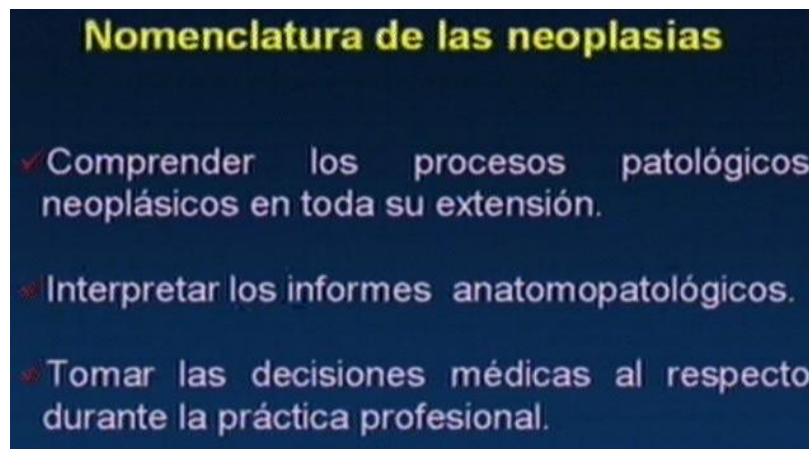 Nomenclatura de las neoplasias
Comprender los procesos patológicos
neoplásicos en toda su extensión.
Interpretar los informes anatomopatológicos.
Tomar las decisiones médicas al respecto
durante la práctica profesional.